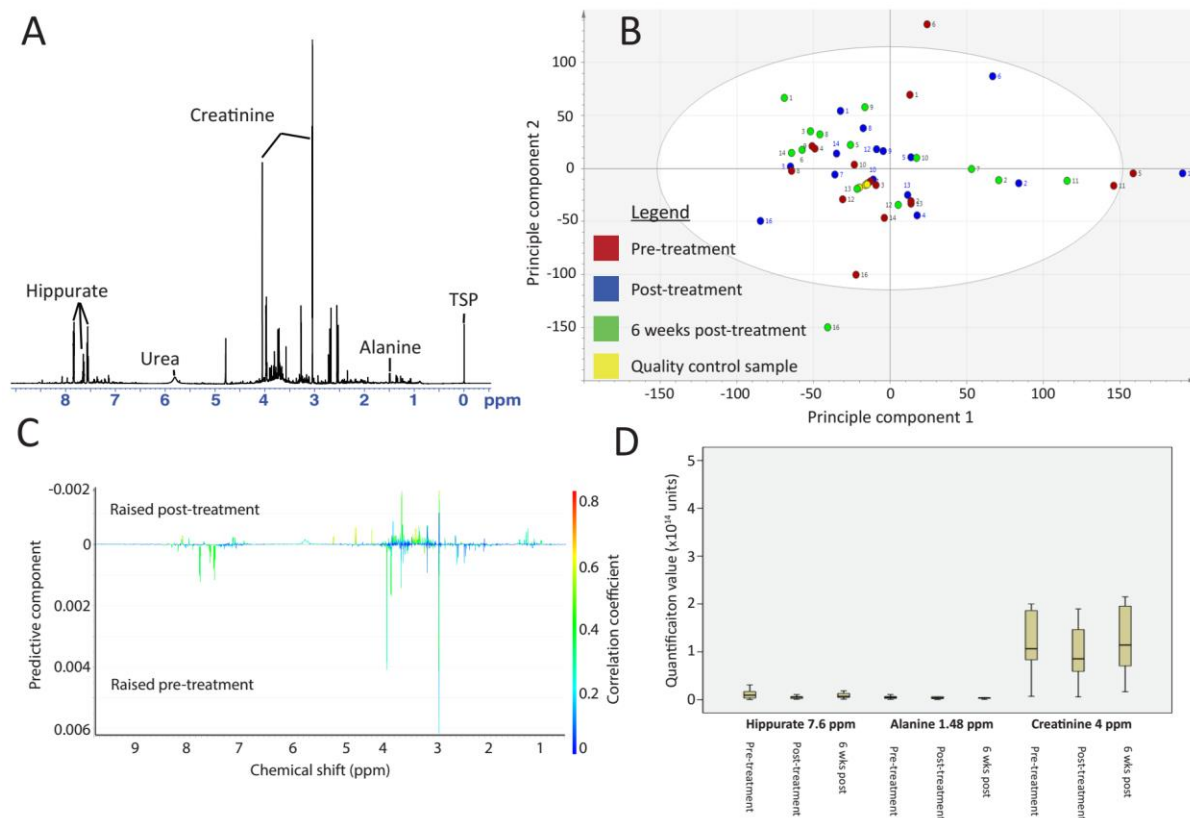 A
Creatinine
Hippurate
Urea
Alanine
TSP
8 7 6 5 4 3 2 1 0 ppm
B
Principle component 2
100
50
0
-50
-100
-150
Legend
Pre-treatment
Post-treatment
6 weeks post-treatment
Quality control sample
-150 -100 -50 0 50 100 150
Principle component 1
C
Predictive component
-0.002
0
0.002
0.004
0.006
Raised post-treatment
Raised pre-treatment
9 8 7 6 5 4 3 2 1
Chemical shift (ppm)
0.8
0.6
0.4
0.2
0
Correlation coefficient
D
Quantificaiton value (x10¹⁴ units)
5
4
3
2
1
0
Hippurate 7.6 ppm Alanine 1.48 ppm Creatinine 4 ppm
Pre-treatment
Post-treatment
6 wks post
Pre-treatment
Post-treatment
6 wks post
Pre-treatment
Post-treatment
6 wks post